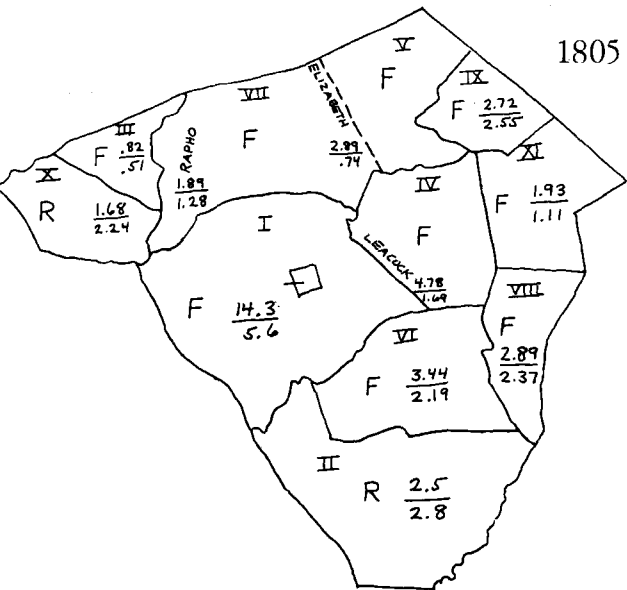 1805
V
F
ELIZABETH
IX
F 2.72
2.55
VII
F
2.89
.74
III
F .82
.51
RAPHO
1.89
1.28
X
R 1.68
2.24
XI
F 1.93
1.11
IV
F
LEACOCK
4.78
1.69
I
F 14.3
5.6
VIII
F
2.89
2.37
VI
F 3.44
2.19
II
R 2.5
2.8